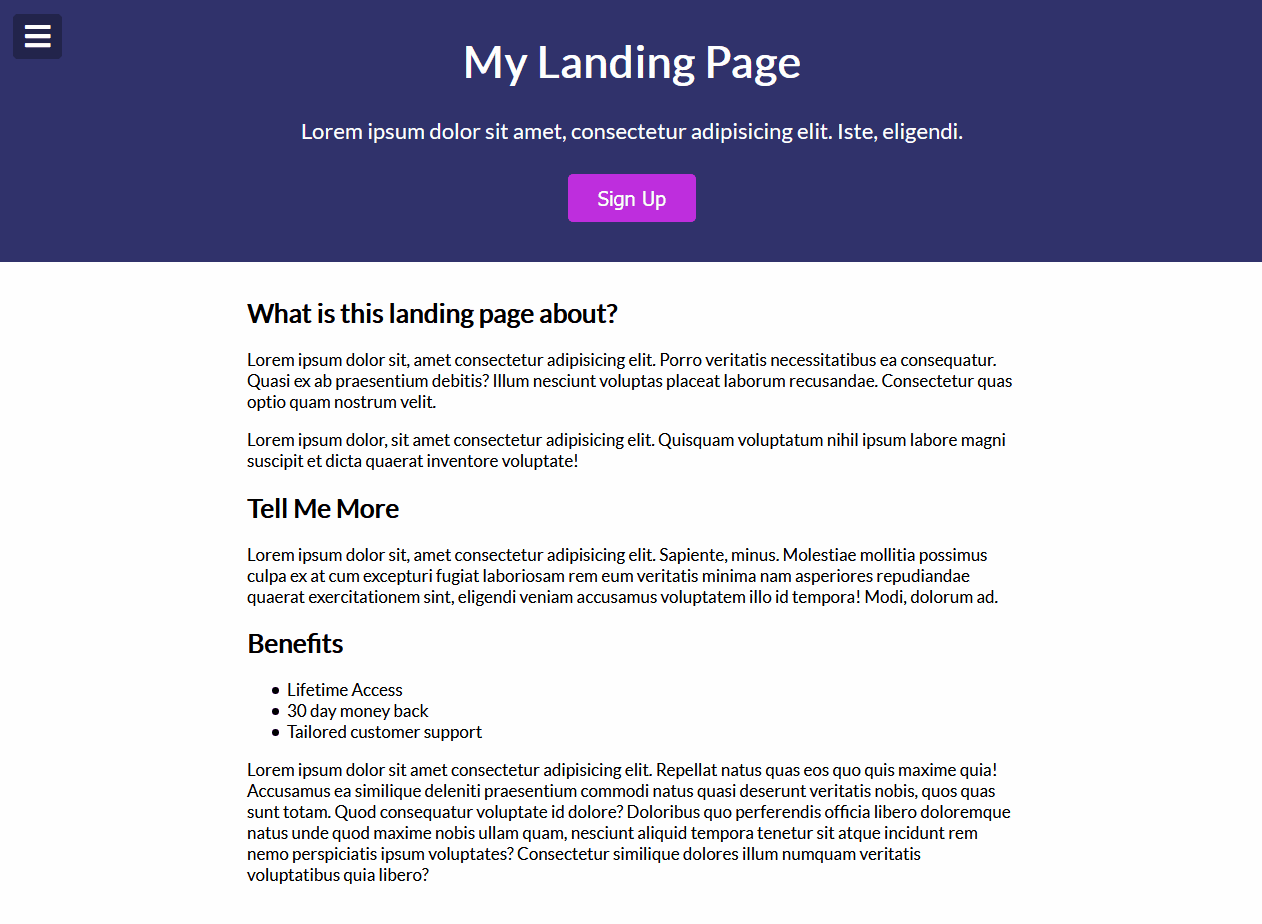 My Landing Page
Lorem ipsum dolor sit amet, consectetur adipisicing elit. Iste, eligendi.
Sign Up
What is this landing page about?
Lorem ipsum dolor sit, amet consectetur adipisicing elit. Porro veritatis necessitatibus ea consequatur.
Quasi ex ab praesentium debitis? Illum nesciunt voluptas placeat laborum recusandae. Consectetur quas
optio quam nostrum velit.
Lorem ipsum dolor, sit amet consectetur adipisicing elit. Quisquam voluptatum nihil ipsum labore magni
suscipit et dicta quaerat inventore voluptate!
Tell Me More
Lorem ipsum dolor sit, amet consectetur adipisicing elit. Sapiente, minus. Molestiae mollitia possimus
culpa ex at cum excepturi fugiat laboriosam rem eum veritatis minima nam asperiores repudiandae
quaerat exercitationem sint, eligendi veniam accusamus voluptatem illo id tempora! Modi, dolorum ad.
Benefits
• Lifetime Access
• 30 day money back
• Tailored customer support
Lorem ipsum dolor sit amet consectetur adipisicing elit. Repellat natus quas eos quo quis maxime quia!
Accusamus ea similique deleniti praesentium commodi natus quasi deserunt veritatis nobis, quos quas
sunt totam. Quod consequatur voluptate id dolore? Doloribus quo perferendis officia libero doloremque
natus unde quod maxime nobis ullam quam, nesciunt aliquid tempora tenetur sit atque incidunt rem
nemo perspiciatis ipsum voluptates? Consectetur similique dolores illum numquam veritatis
voluptatibus quia libero?